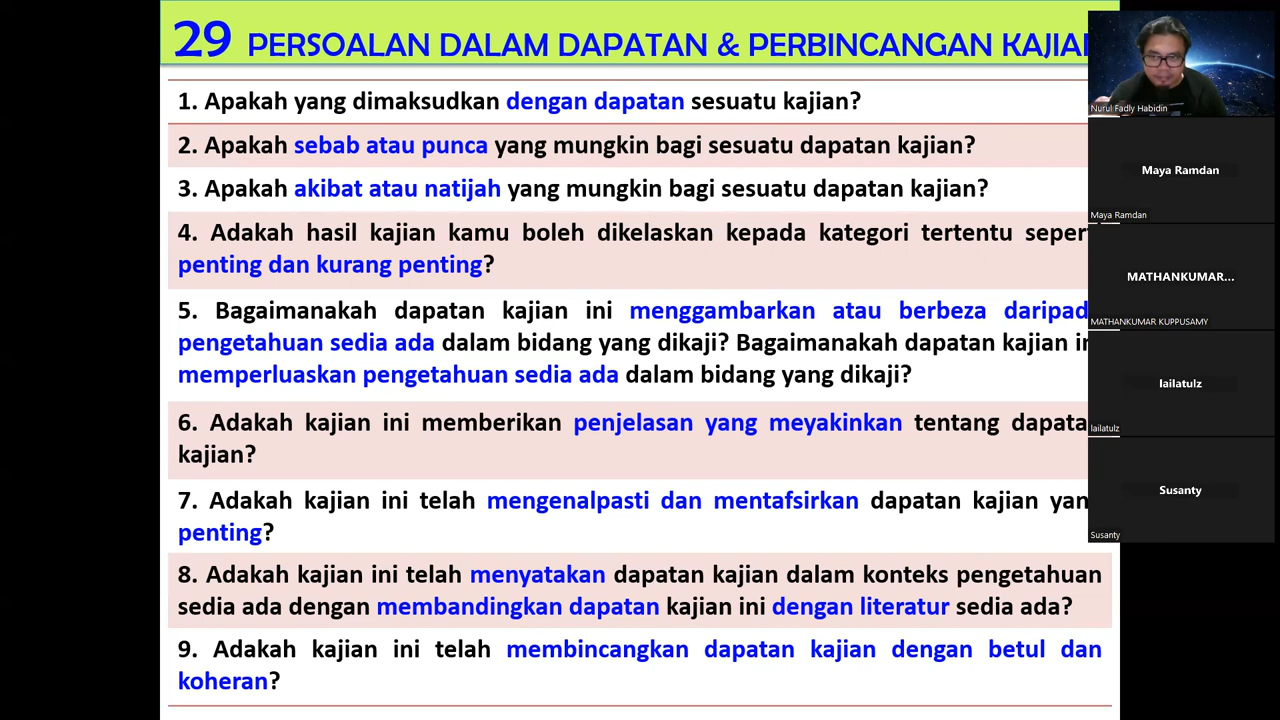 29 PERSOALAN DALAM DAPATAN & PERBINCANGAN KAJIAN
1. Apakah yang dimaksudkan dengan dapatan sesuatu kajian?
2. Apakah sebab atau punca yang mungkin bagi sesuatu dapatan kajian?
3. Apakah akibat atau natijah yang mungkin bagi sesuatu dapatan kajian?
4. Adakah hasil kajian kamu boleh dikelaskan kepada kategori tertentu
penting dan kurang penting?
5. Bagaimanakah dapatan kajian ini menggambarkan atau berbeza
pengetahuan sedia ada dalam bidang yang dikaji? Bagaimanakah dapatan kajian
memperluaskan pengetahuan sedia ada dalam bidang yang dikaji?
6. Adakah kajian ini memberikan penjelasan yang meyakinkan tentang
kajian?
7. Adakah kajian ini telah mengenalpasti dan mentafsirkan dapatan kajian
penting?
8. Adakah kajian ini telah menyatakan dapatan kajian dalam konteks pengetahuan
sedia ada dengan membandingkan dapatan kajian ini dengan literatur sedia ada?
9. Adakah kajian ini telah membincangkan dapatan kajian dengan betul dan
koheran?
Nurul Fadly Habidin
Maya Ramdan
Maya Ramdan
MATHANKUMAR...
MATHANKUMAR KUPPUSAMY
lailatulz
lailatulz
Susanty
Susanty